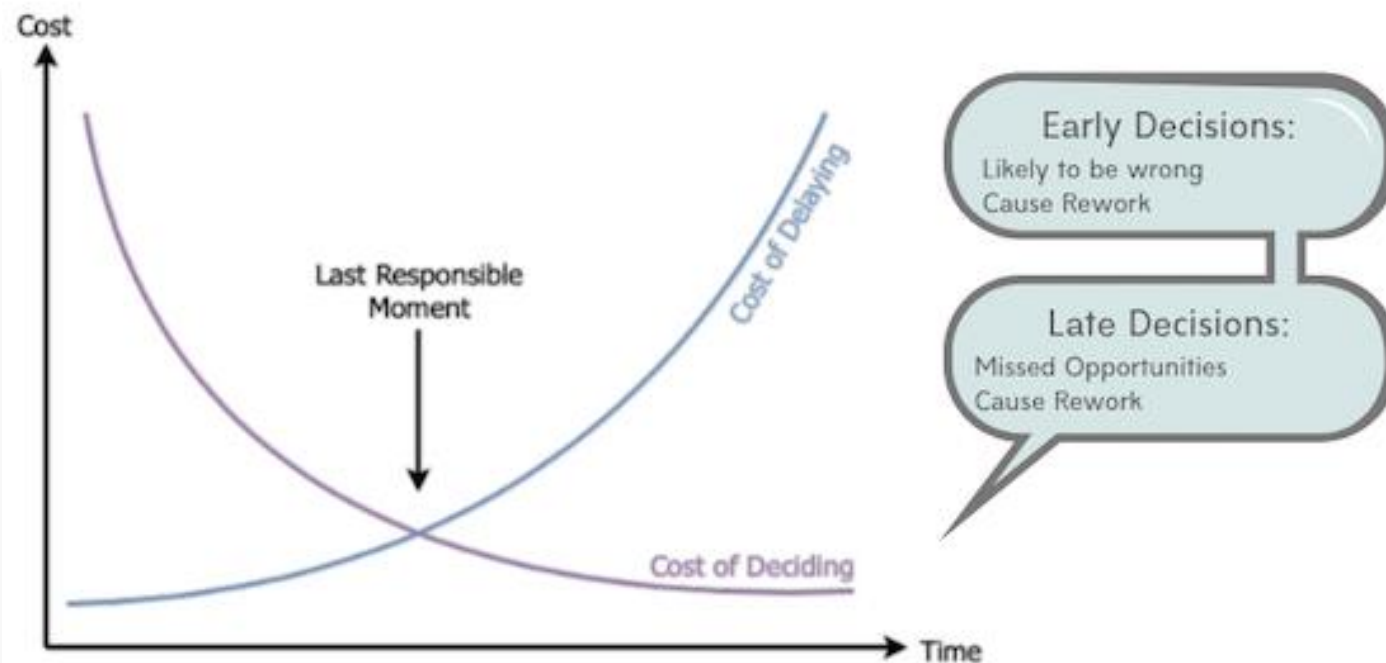 Cost
Last Responsible
Moment
Cost of Delaying
Cost of Deciding
Time
Early Decisions:
Likely to be wrong
Cause Rework
Late Decisions:
Missed Opportunities
Cause Rework